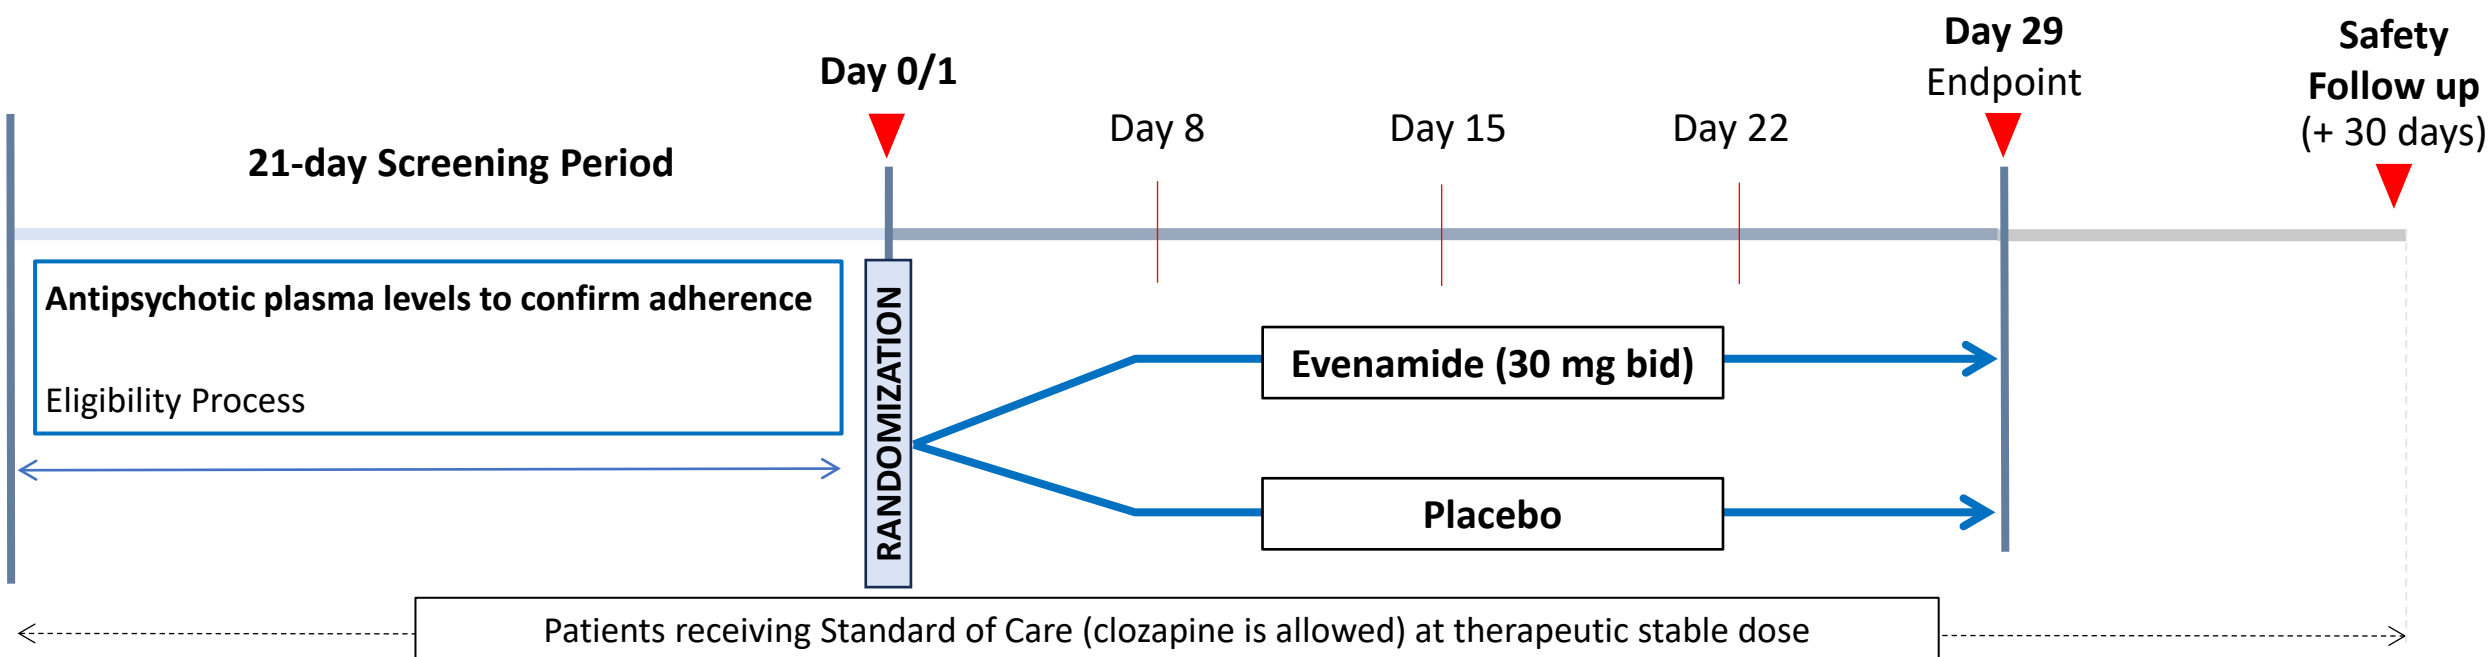 Day 0/1
Day 29
Endpoint
Safety
Follow up
(+ 30 days)
21-day Screening Period
Day 8
Day 15
Day 22
Antipsychotic plasma levels to confirm adherence
Eligibility Process
RANDOMIZATION
Evenamide (30 mg bid)
Placebo
Patients receiving Standard of Care (clozapine is allowed) at therapeutic stable dose